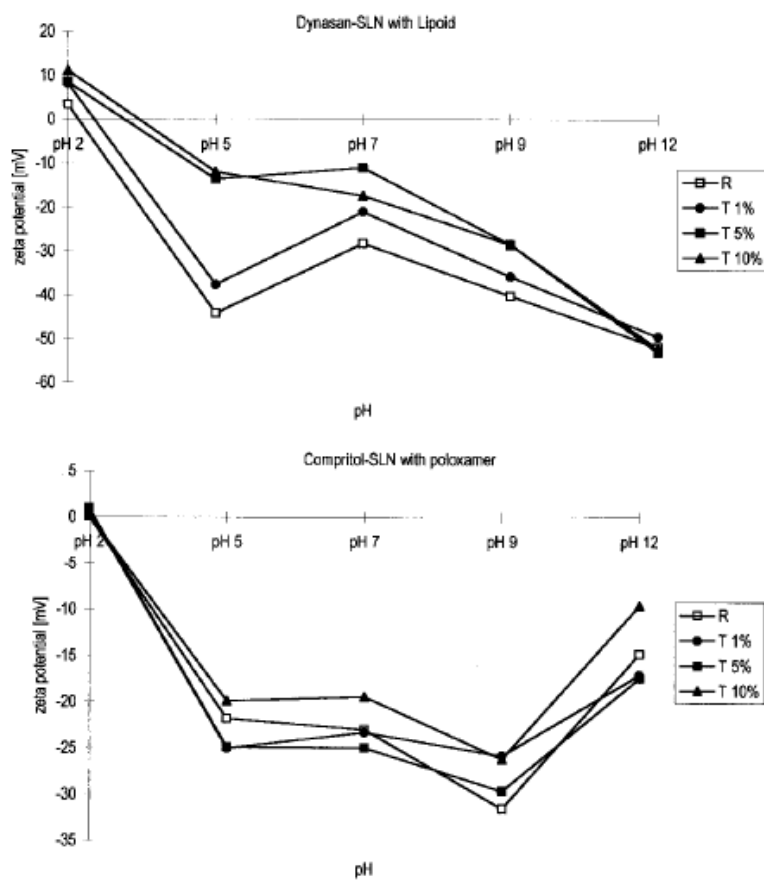 Dynasan-SLN with Lipoid
20
10
0
-10
-20
-30
-40
-50
-60
zeta potential [mV]
pH 2 pH 5 pH 7 pH 9 pH 12
pH
R
T 1%
T 5%
T 10%
Compritol-SLN with poloxamer
5
0
-5
-10
-15
-20
-25
-30
-35
zeta potential [mV]
pH 2 pH 5 pH 7 pH 9 pH 12
pH
R
T 1%
T 5%
T 10%